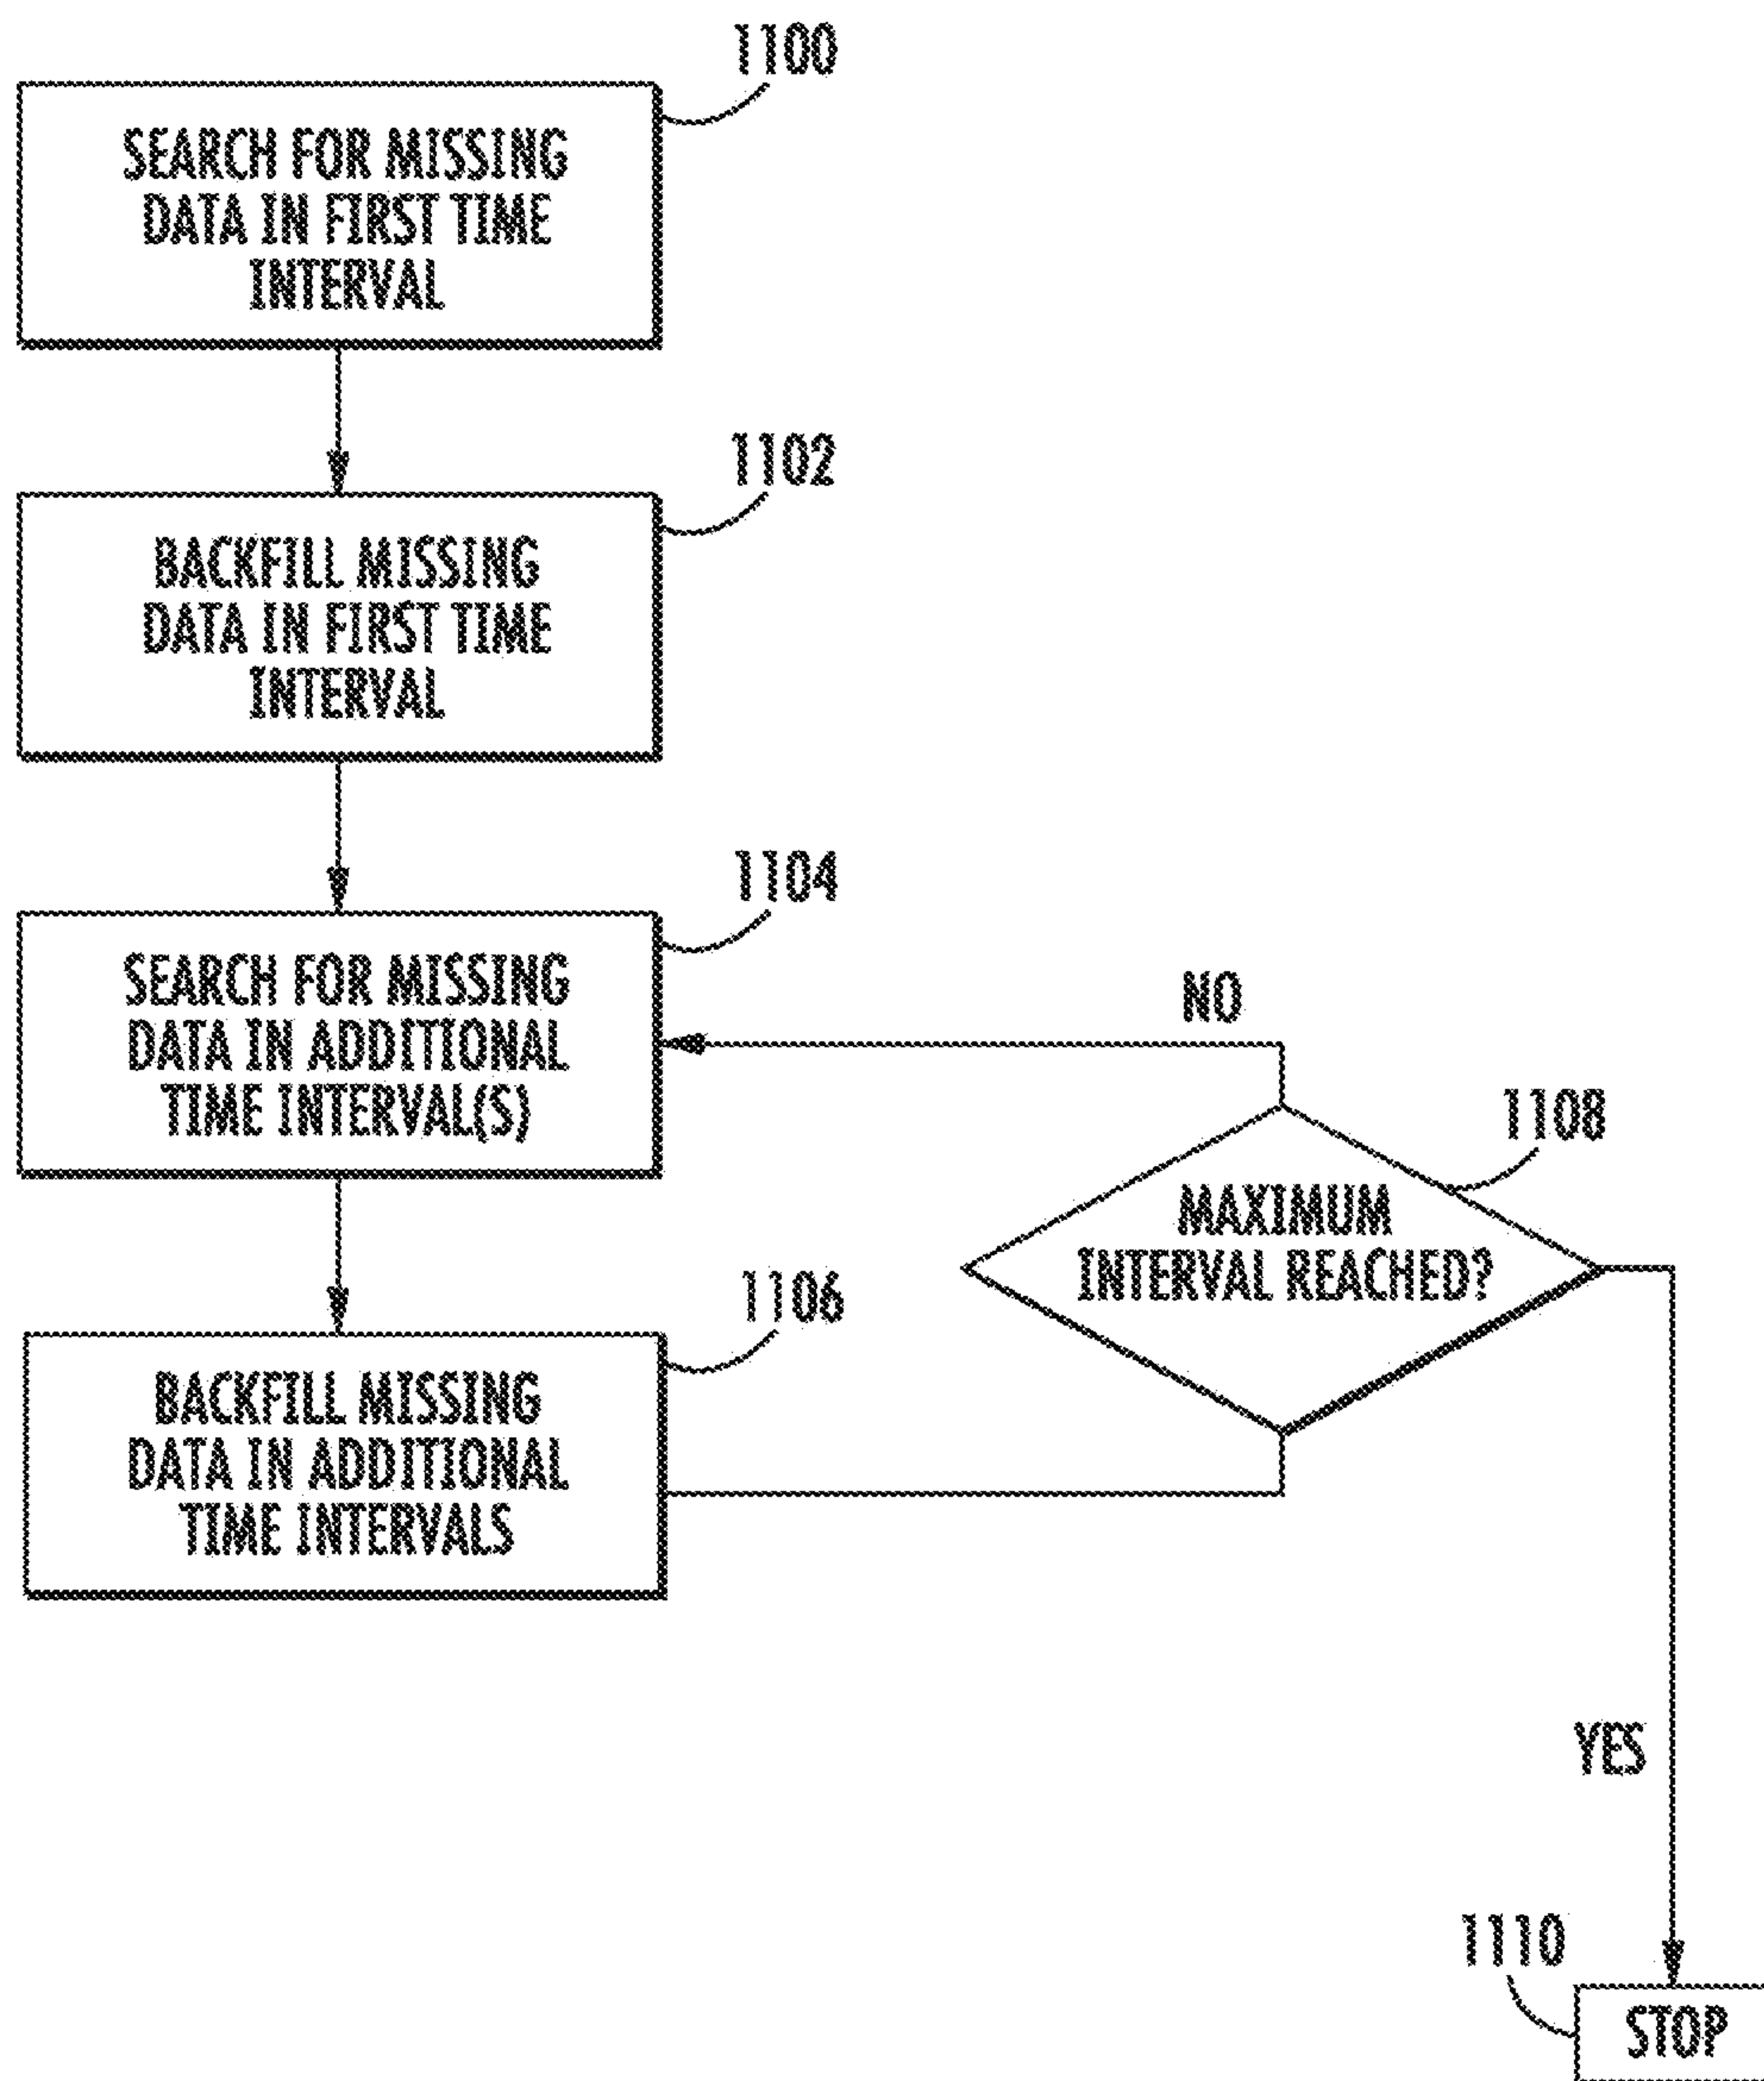 1100
SEARCH FOR MISSING
DATA IN FIRST TIME
INTERVAL
1102
BACKFILL MISSING
DATA IN FIRST TIME
INTERVAL
1104
SEARCH FOR MISSING
DATA IN ADDITIONAL
TIME INTERVAL(S)
NO
1108
MAXIMUM
INTERVAL REACHED?
1106
BACKFILL MISSING
DATA IN ADDITIONAL
TIME INTERVALS
YES
1110
STOP